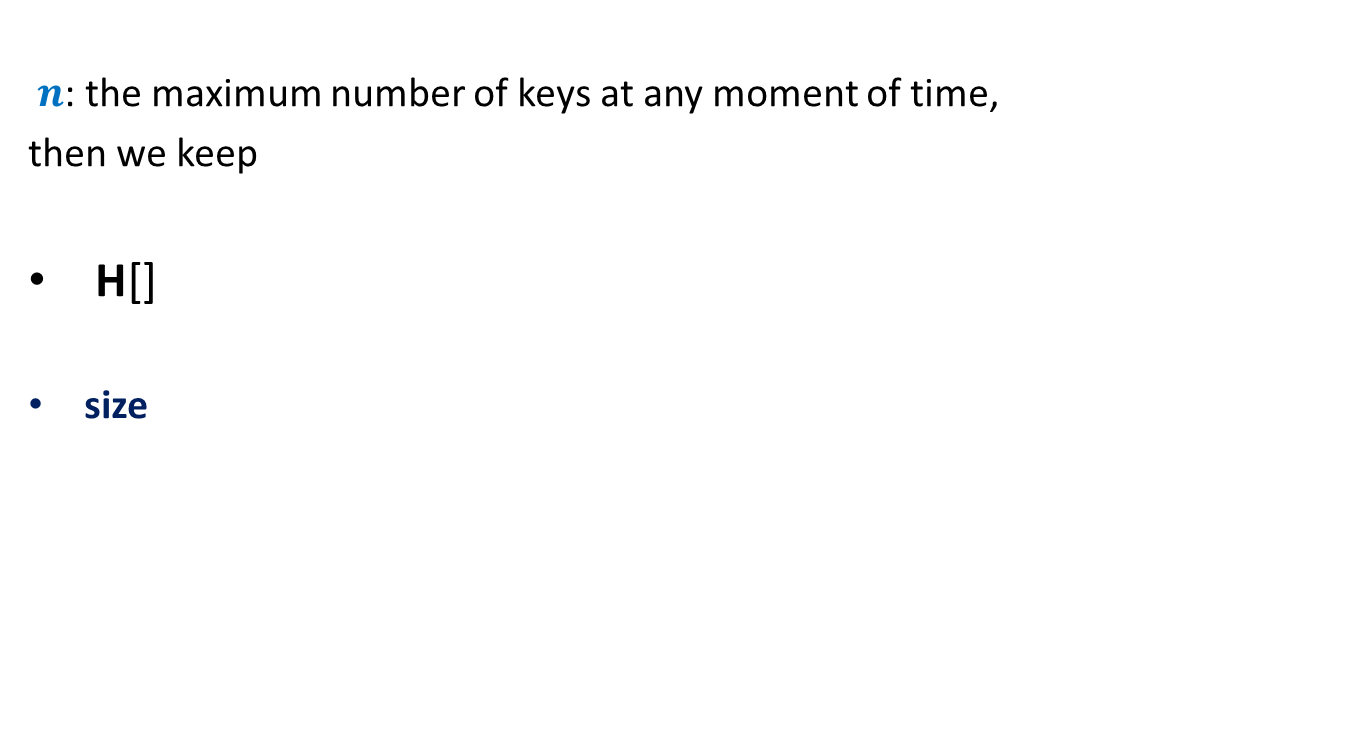 n: the maximum number of keys at any moment of time,
then we keep
• H[]
• size